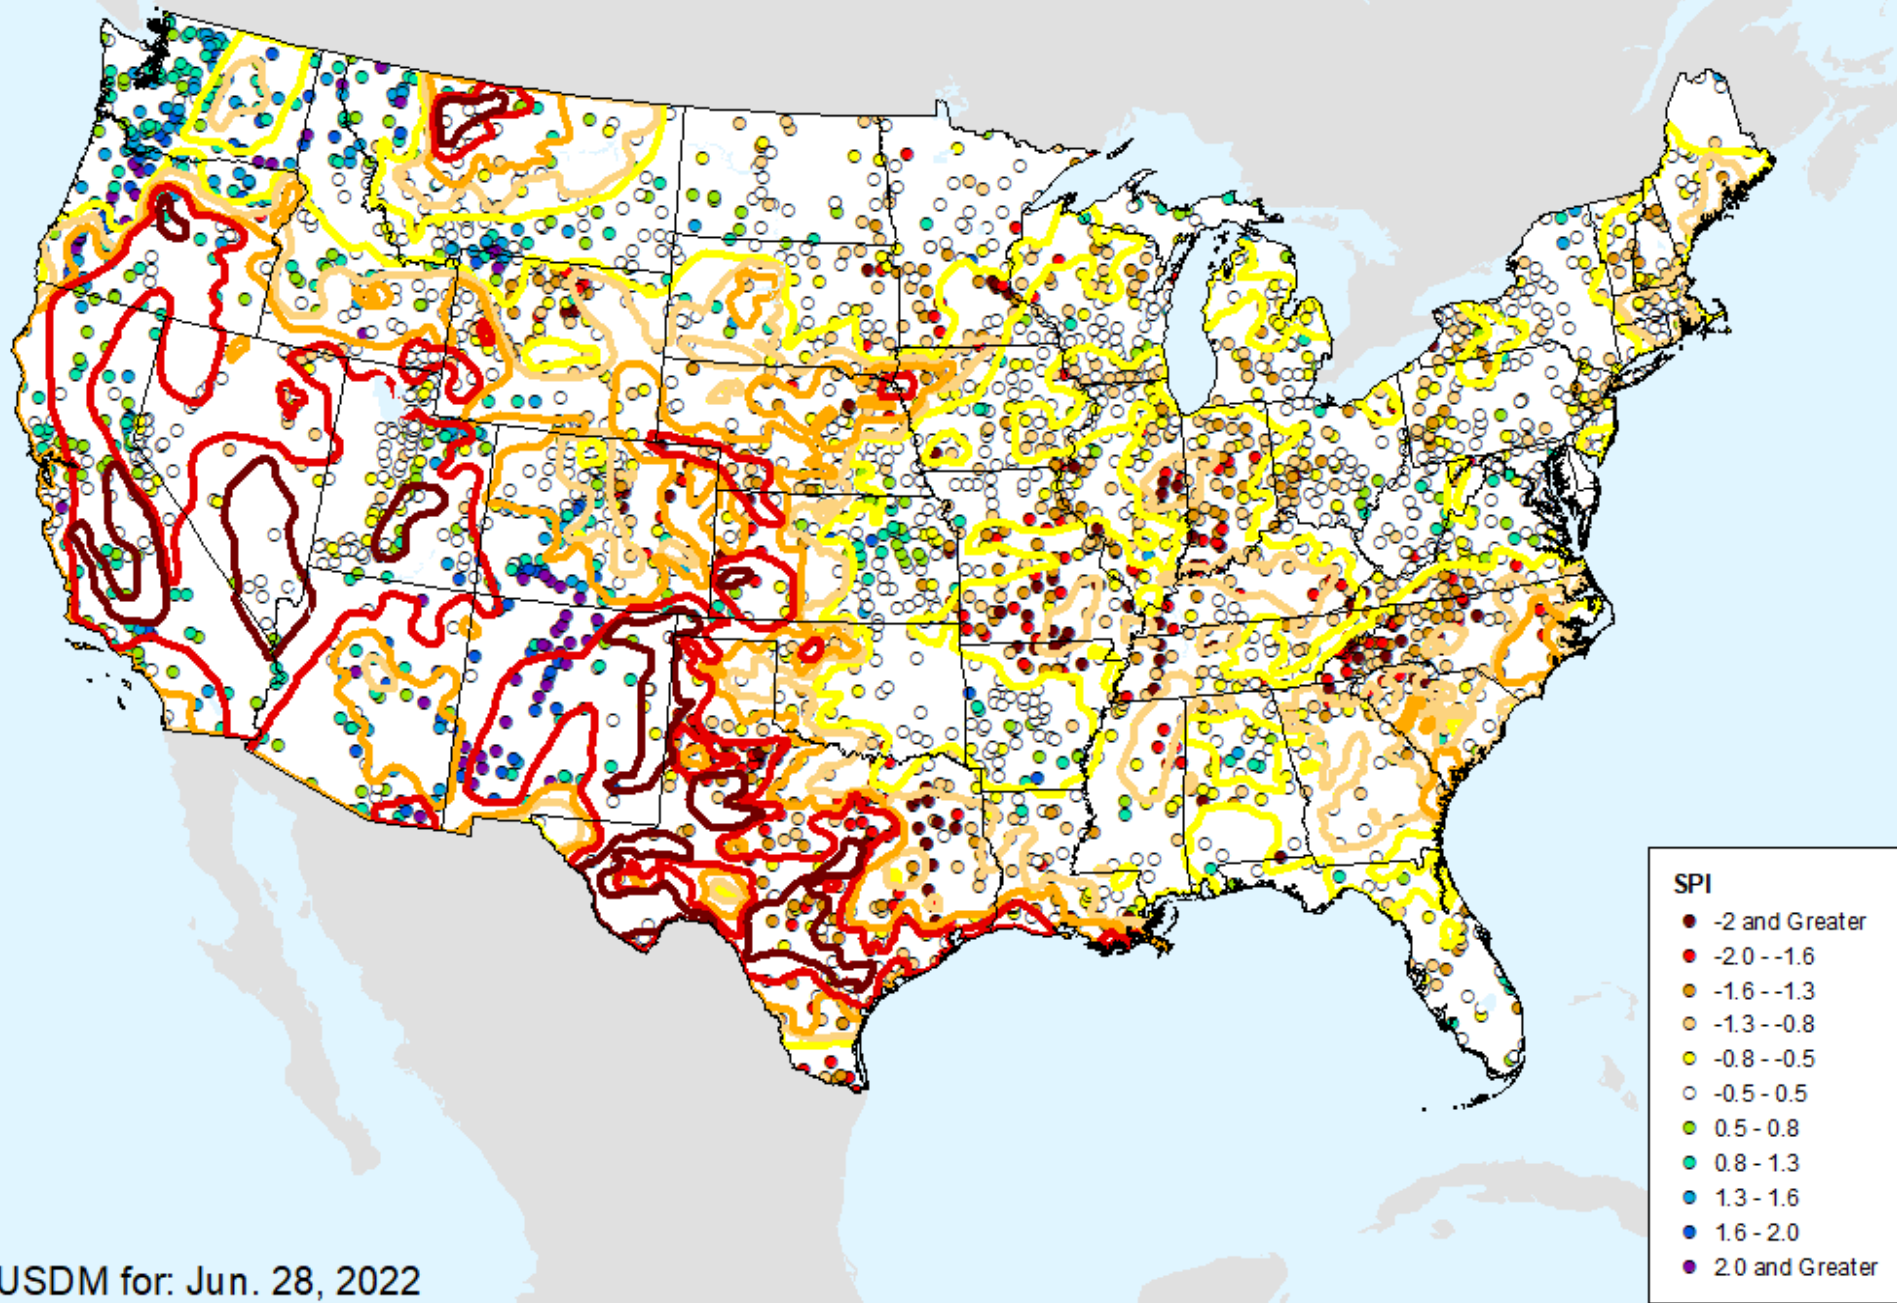 SPI
-2 and Greater
-2.0 - -1.6
-1.6 - -1.3
-1.3 - -0.8
-0.8 - -0.5
-0.5 - 0.5
0.5 - 0.8
0.8 - 1.3
1.3 - 1.6
1.6 - 2.0
2.0 and Greater
USDM for: Jun. 28, 2022